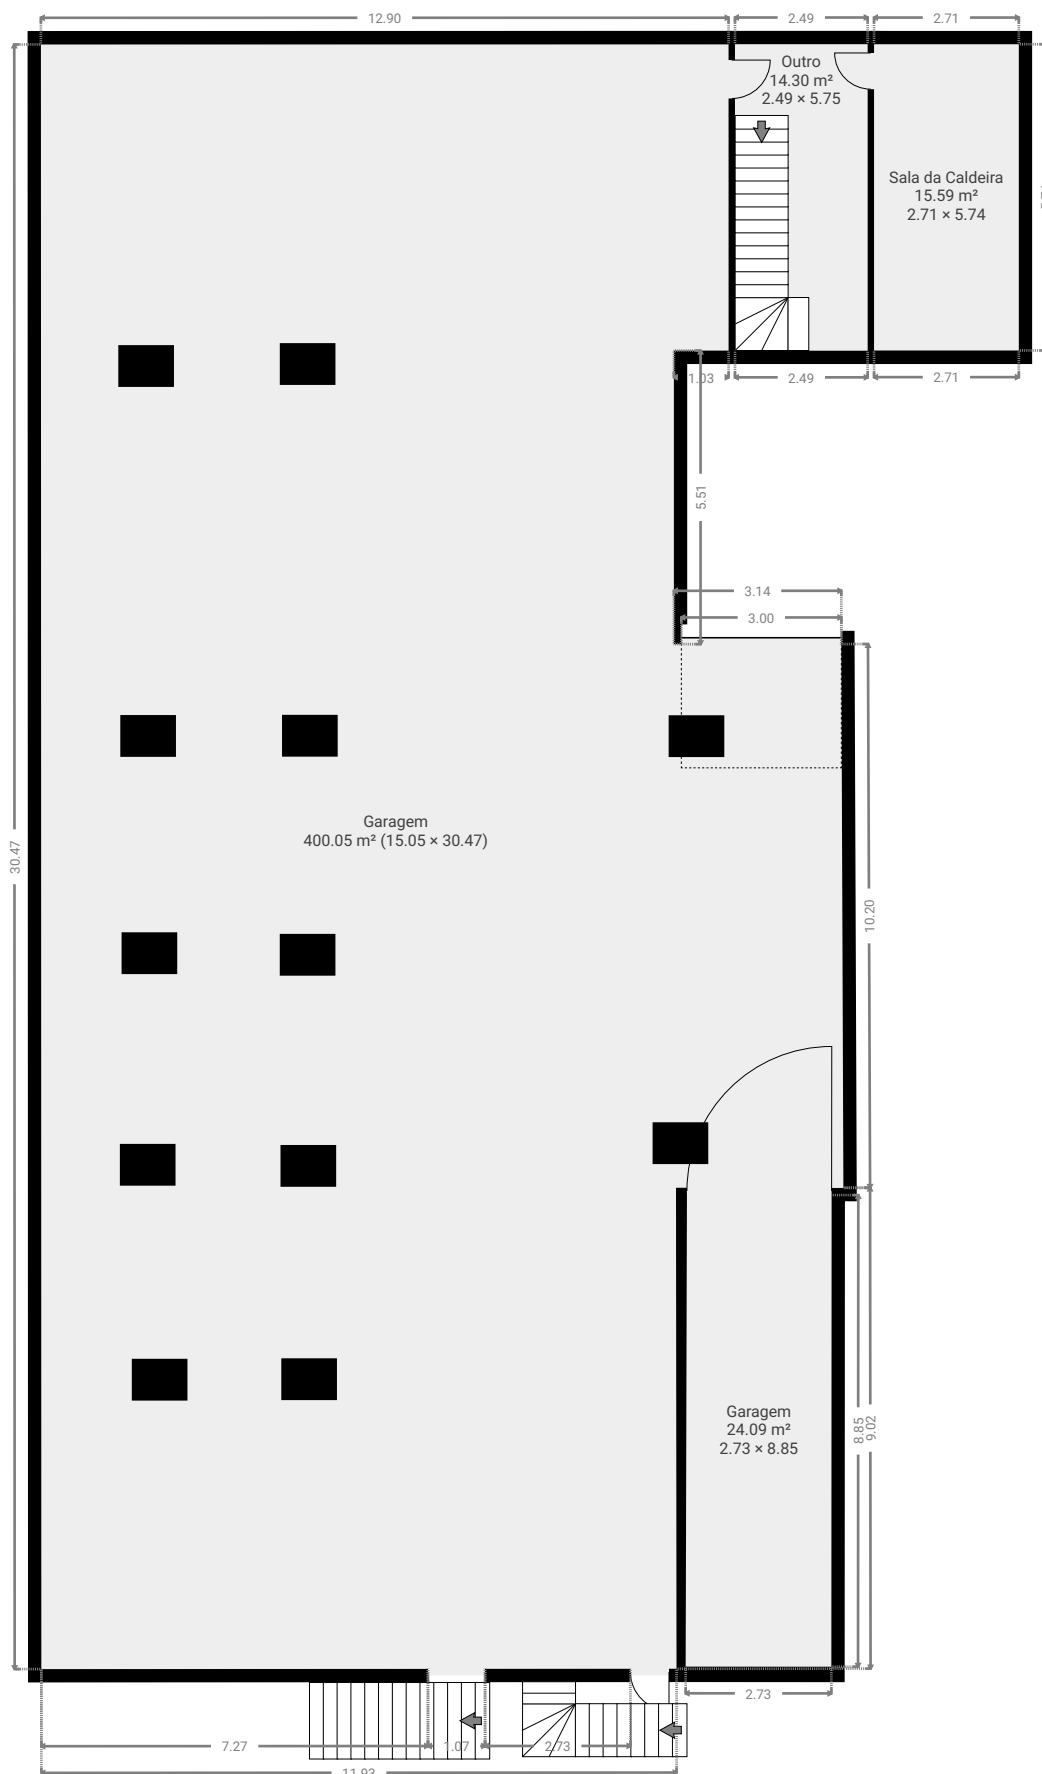 12.90
2.49
2.71
Outro
14.30 m²
2.49 × 5.75
Sala da Caldeira
15.59 m²
2.71 × 5.74
1.03
2.49
2.71
5.51
3.14
3.00
Garagem
400.05 m² (15.05 × 30.47)
30.47
10.20
Garagem
24.09 m²
2.73 × 8.85
8.85
9.02
2.73
7.27
1.07
2.73
11.93